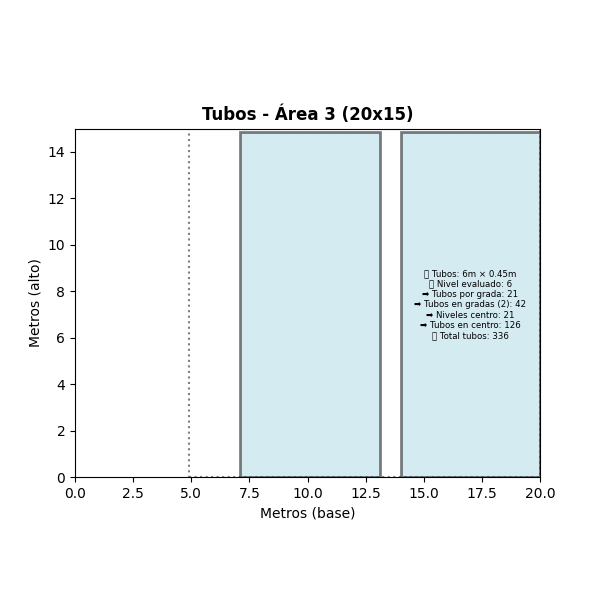 Tubos - Área 3 (20x15)
14
12
10
8
6
4
2
0
Metros (alto)
Tubos: 6m × 0.45m
Nivel evaluado: 6
➡ Tubos por grada: 21
➡ Tubos en gradas (2): 42
➡ Niveles centro: 21
➡ Tubos en centro: 126
Total tubos: 336
0.0 2.5 5.0 7.5 10.0 12.5 15.0 17.5 20.0
Metros (base)